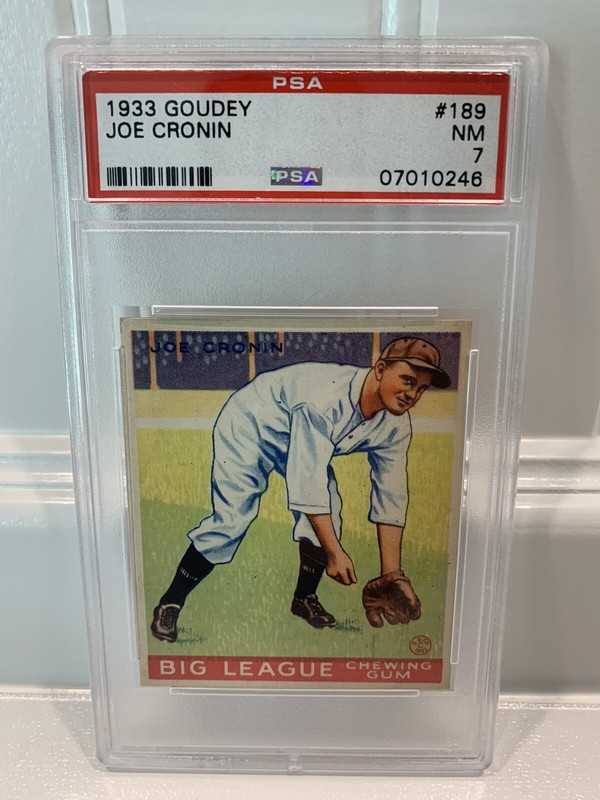 PSA
1933 GOUDEY #189
JOE CRONIN NM
7
PSA 07010246
JOE CRONIN
BIG LEAGUE CHEWING GUM